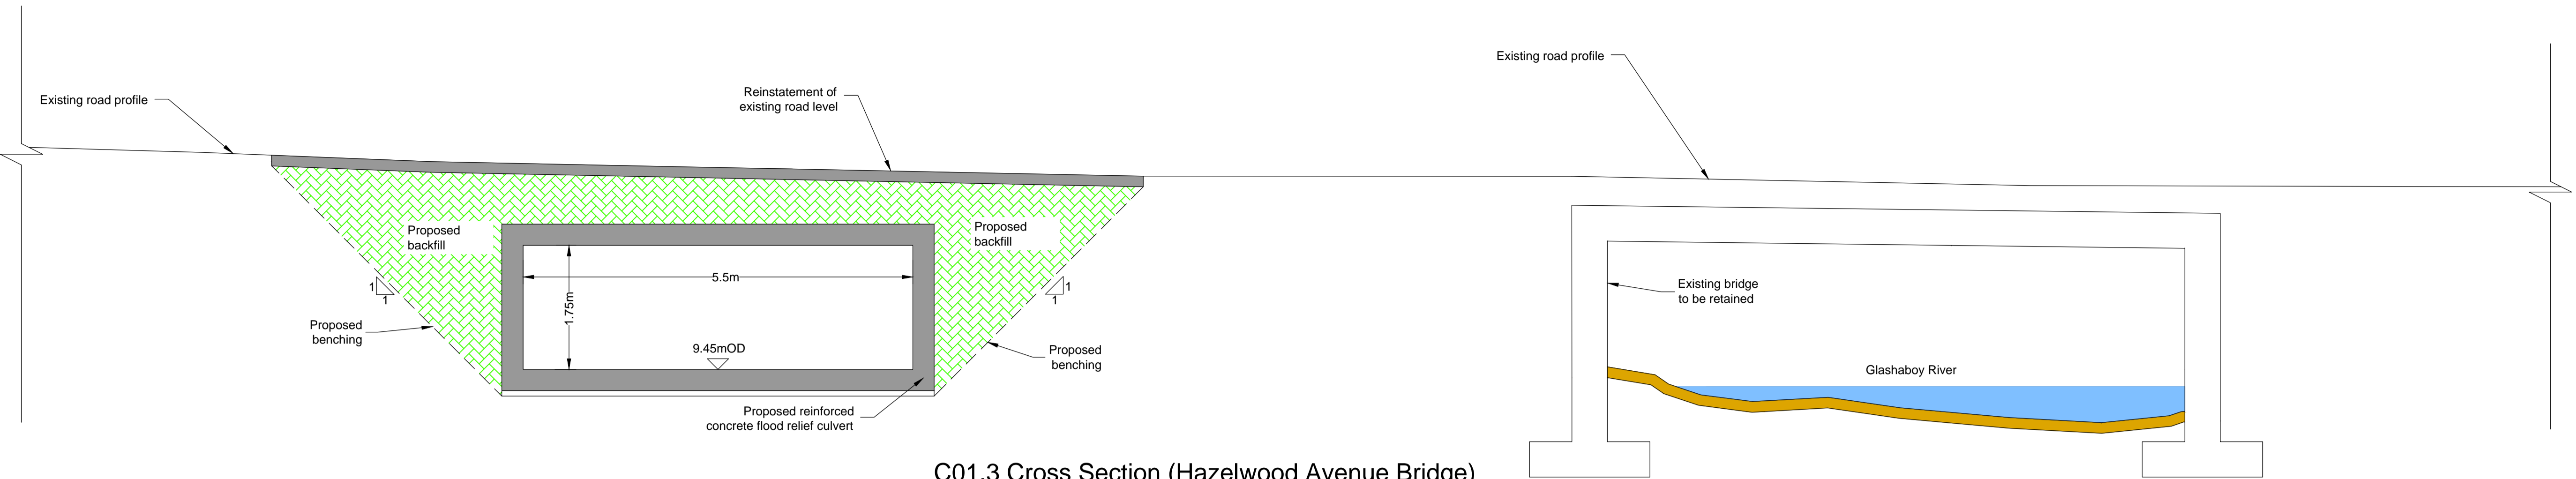 Existing road profile
Reinstatement of
existing road level
Existing road profile
Proposed
backfill
Proposed
backfill
5.5m
1.75m
1
1
1
1
Existing bridge
to be retained
Proposed
benching
9.45mOD
Proposed
benching
Glashaboy River
Proposed reinforced
concrete flood relief culvert
C01.3 Cross Section (Hazelwood Avenue Bridge)